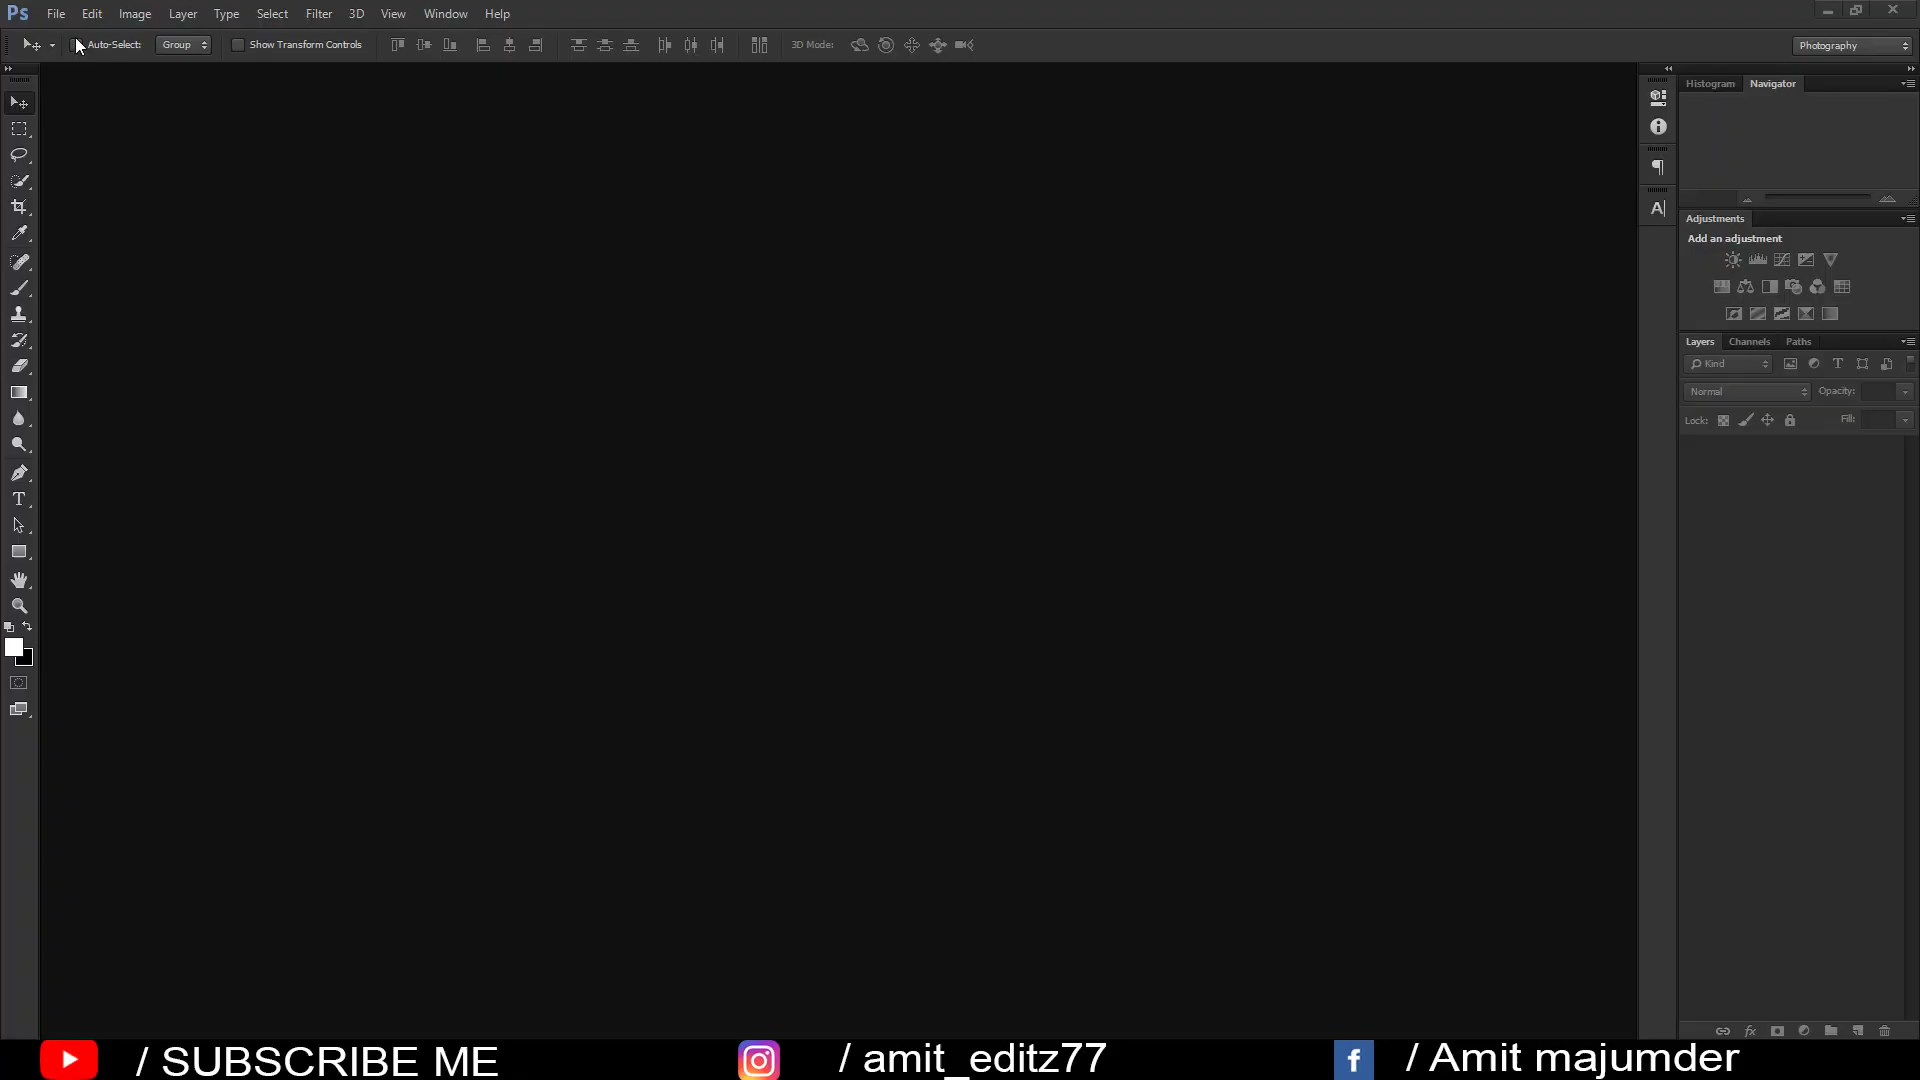 Ps File Edit Image Layer Type Select Filter 3D View Window Help
Auto-Select: Group Show Transform Controls 3D Mode: Photography
Histogram Navigator
Adjustments
Add an adjustment
Layers Channels Paths
Kind
Normal Opacity:
Lock: Fill:
/ SUBSCRIBE ME / amit_editz77 / Amit majumder